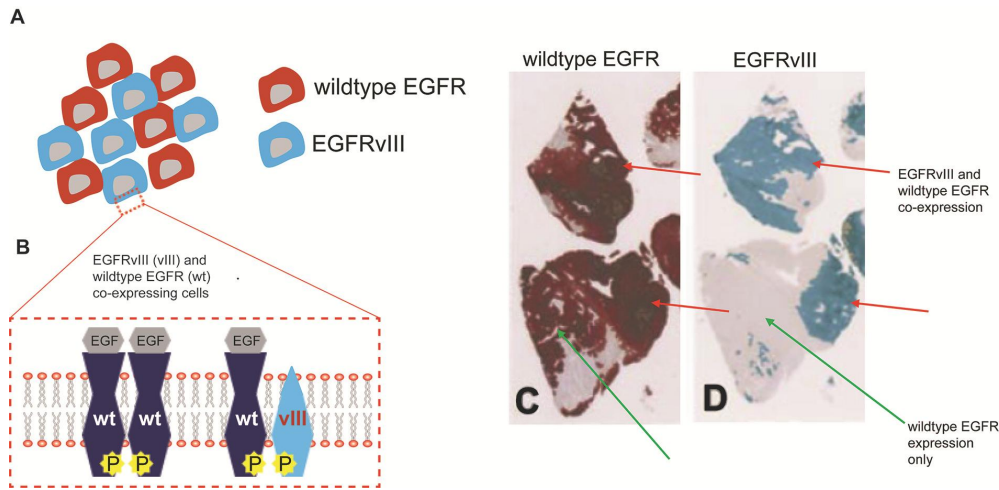 A
wildtype EGFR
EGFRvIII
B
EGFRvIII (vIII) and
wildtype EGFR (wt)
co-expressing cells
EGF
EGF
EGF
wt
wt
wt
vIII
P
P
P
P
wildtype EGFR
EGFRvIII
EGFRvIII and
wildtype EGFR
co-expression
C
D
wildtype EGFR
expression
only